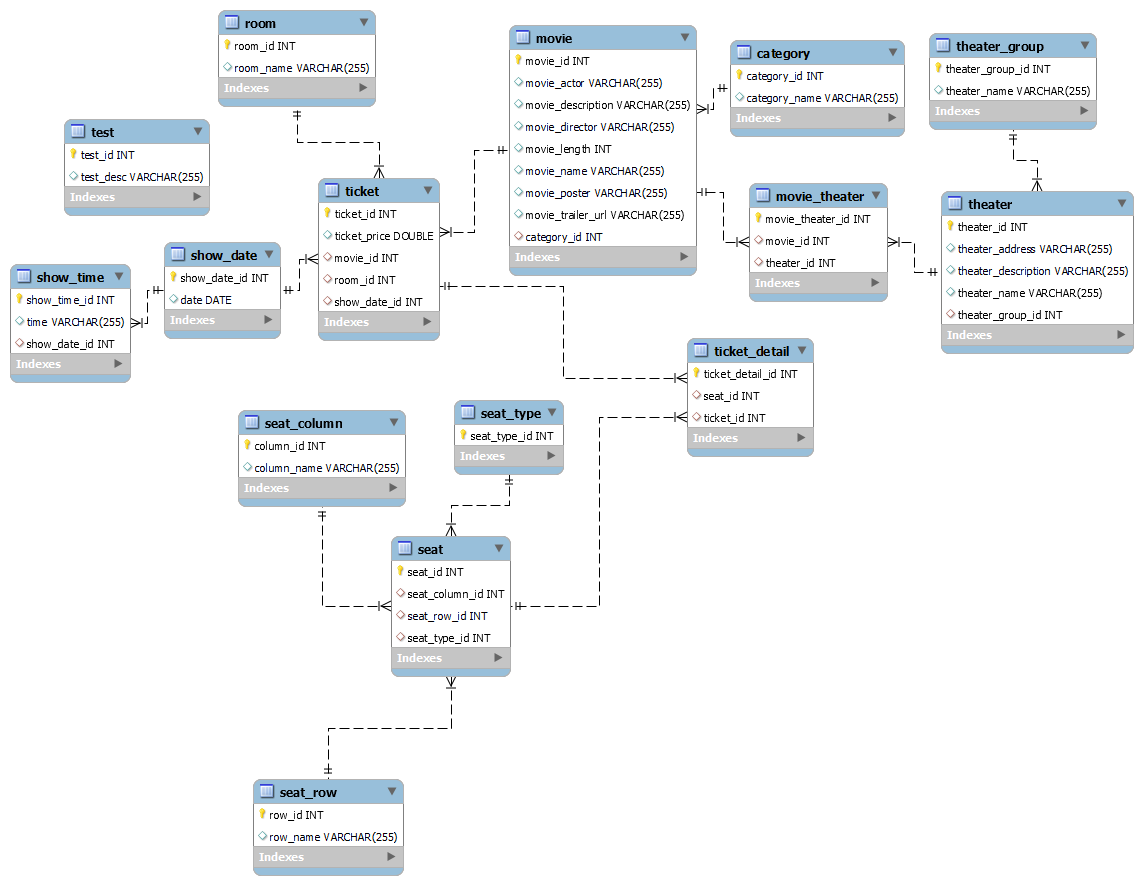 room
room_id INT
room_name VARCHAR(255)
Indexes
movie
movie_id INT
movie_actor VARCHAR(255)
movie_description VARCHAR(255)
movie_director VARCHAR(255)
movie_length INT
movie_name VARCHAR(255)
movie_poster VARCHAR(255)
movie_trailer_url VARCHAR(255)
category_id INT
Indexes
category
category_id INT
category_name VARCHAR(255)
Indexes
theater_group
theater_group_id INT
theater_name VARCHAR(255)
Indexes
test
test_id INT
test_desc VARCHAR(255)
Indexes
ticket
ticket_id INT
ticket_price DOUBLE
movie_id INT
room_id INT
show_date_id INT
Indexes
movie_theater
movie_theater_id INT
movie_id INT
theater_id INT
Indexes
theater
theater_id INT
theater_address VARCHAR(255)
theater_description VARCHAR(255)
theater_name VARCHAR(255)
theater_group_id INT
Indexes
show_time
show_time_id INT
time VARCHAR(255)
show_date_id INT
Indexes
show_date
show_date_id INT
date DATE
Indexes
ticket_detail
ticket_detail_id INT
seat_id INT
ticket_id INT
Indexes
seat_column
column_id INT
column_name VARCHAR(255)
Indexes
seat_type
seat_type_id INT
Indexes
seat
seat_id INT
seat_column_id INT
seat_row_id INT
seat_type_id INT
Indexes
seat_row
row_id INT
row_name VARCHAR(255)
Indexes